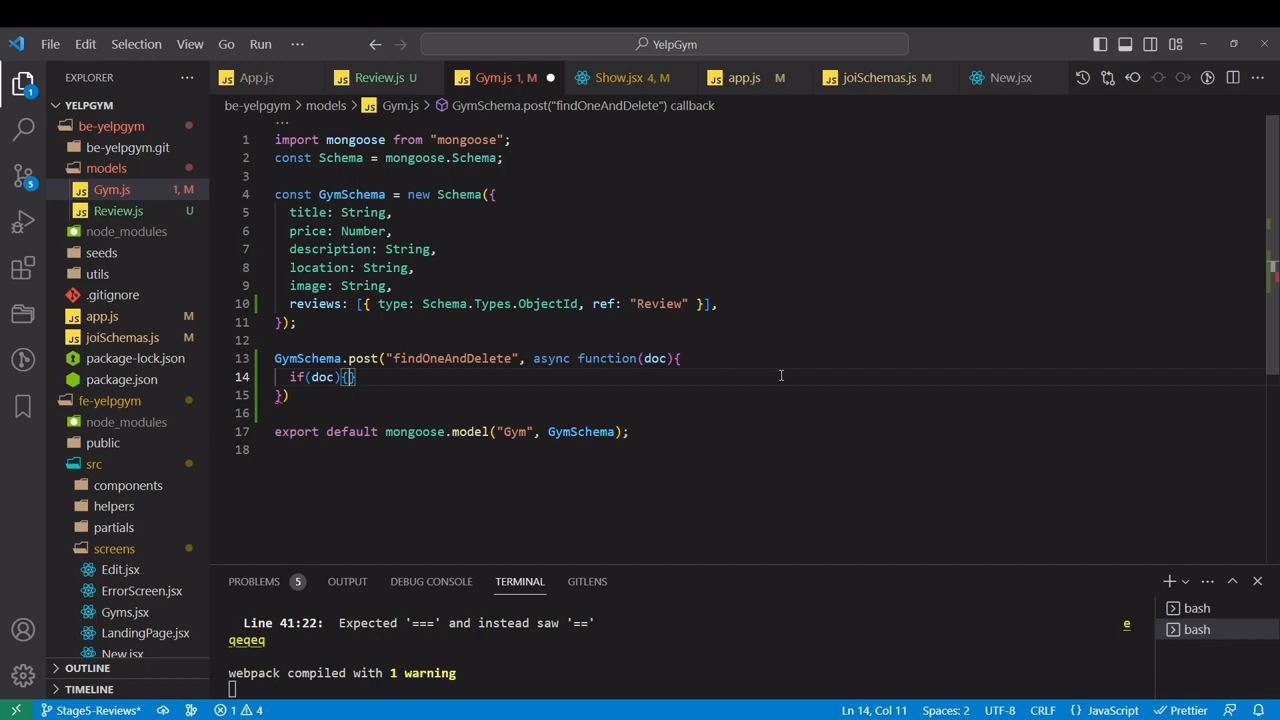 File Edit Selection View Go Run ··· YelpGym
EXPLORER ···
App.js Review.js U Gym.js 1, M Show.jsx 4, M app.js M joiSchemas.js M New.jsx
YELPGYM
be-yelpgym
be-yelpgym.git
models
Gym.js 1, M
Review.js U
node_modules
seeds
utils
.gitignore
app.js M
joiSchemas.js M
package-lock.json
package.json
fe-yelpgym
node_modules
public
src
components
helpers
partials
screens
Edit.jsx
ErrorScreen.jsx
Gyms.jsx
LandingPage.jsx
New.jsx
OUTLINE
TIMELINE
be-yelpgym > models > Gym.js > GymSchema.post("findOneAndDelete") callback
···
1 import mongoose from "mongoose";
2 const Schema = mongoose.Schema;
3
4 const GymSchema = new Schema({
5 title: String,
6 price: Number,
7 description: String,
8 location: String,
9 image: String,
10 reviews: [{ type: Schema.Types.ObjectId, ref: "Review" }],
11 });
12
13 GymSchema.post("findOneAndDelete", async function(doc){
14 if(doc){}
15 })
16
17 export default mongoose.model("Gym", GymSchema);
18
PROBLEMS 5 OUTPUT DEBUG CONSOLE TERMINAL GITLENS
Line 41:22: Expected '===' and instead saw '==' e
qeqeq
webpack compiled with 1 warning
bash
bash
Stage5-Reviews* 1 4 Ln 14, Col 11 Spaces: 2 UTF-8 CRLF {} JavaScript Prettier